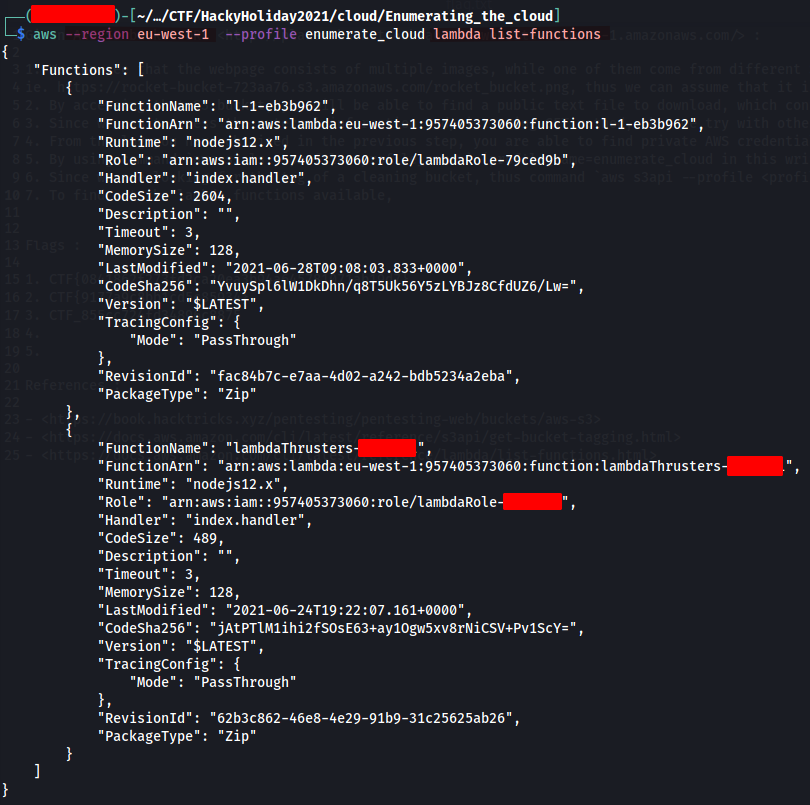 ┌──( )-[~/…/CTF/HackyHoliday2021/cloud/Enumerating_the_cloud]
└─$ aws --region eu-west-1 --profile enumerate_cloud lambda list-functions
{
    "Functions": [
        {
            "FunctionName": "l-1-eb3b962",
            "FunctionArn": "arn:aws:lambda:eu-west-1:957405373060:function:l-1-eb3b962",
            "Runtime": "nodejs12.x",
            "Role": "arn:aws:iam::957405373060:role/lambdaRole-79ced9b",
            "Handler": "index.handler",
            "CodeSize": 2604,
            "Description": "",
            "Timeout": 3,
            "MemorySize": 128,
            "LastModified": "2021-06-28T09:08:03.833+0000",
            "CodeSha256": "YvuySpl6lW1DkDhn/q8T5Uk56Y5zLYBJz8CfdUZ6/Lw=",
            "Version": "$LATEST",
            "TracingConfig": {
                "Mode": "PassThrough"
            },
            "RevisionId": "fac84b7c-e7aa-4d02-a242-bdb5234a2eba",
            "PackageType": "Zip"
        },
        {
            "FunctionName": "lambdaThrusters- ",
            "FunctionArn": "arn:aws:lambda:eu-west-1:957405373060:function:lambdaThrusters- ",
            "Runtime": "nodejs12.x",
            "Role": "arn:aws:iam::957405373060:role/lambdaRole- ",
            "Handler": "index.handler",
            "CodeSize": 489,
            "Description": "",
            "Timeout": 3,
            "MemorySize": 128,
            "LastModified": "2021-06-24T19:22:07.161+0000",
            "CodeSha256": "jAtPTlM1ihi2fSOsE63+ay1Ogw5xv8rNiCSV+Pv1ScY=",
            "Version": "$LATEST",
            "TracingConfig": {
                "Mode": "PassThrough"
            },
            "RevisionId": "62b3c862-46e8-4e29-91b9-31c25625ab26",
            "PackageType": "Zip"
        }
    ]
}